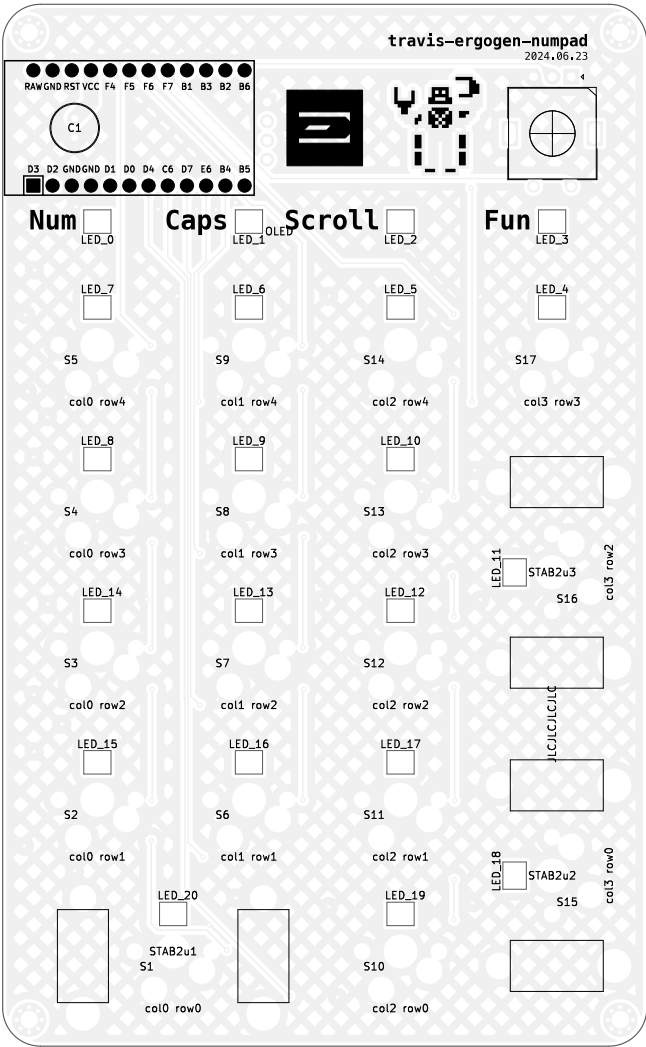 travis-ergogen-numpad
2024.06.23
RAW GND RST VCC F4 F5 F6 F7 B1 B3 B2 B6
C1
D3 D2 GND GND D1 D0 D4 C6 D7 E6 B4 B5
Num Caps Scroll Fun
OLED
LED_0 LED_1 LED_2 LED_3
LED_7 LED_6 LED_5 LED_4
S5 S9 S14 S17
col0 row4 col1 row4 col2 row4 col3 row3
LED_8 LED_9 LED_10
S4 S8 S13
col0 row3 col1 row3 col2 row3
LED_11 STAB2u3 col3 row2
S16
LED_14 LED_13 LED_12
S3 S7 S12
col0 row2 col1 row2 col2 row2
JLCJLCJLCJLC
LED_15 LED_16 LED_17
S2 S6 S11
col0 row1 col1 row1 col2 row1
LED_18 STAB2u2 col3 row0
S15
LED_20 LED_19
STAB2u1
S1 S10
col0 row0 col2 row0